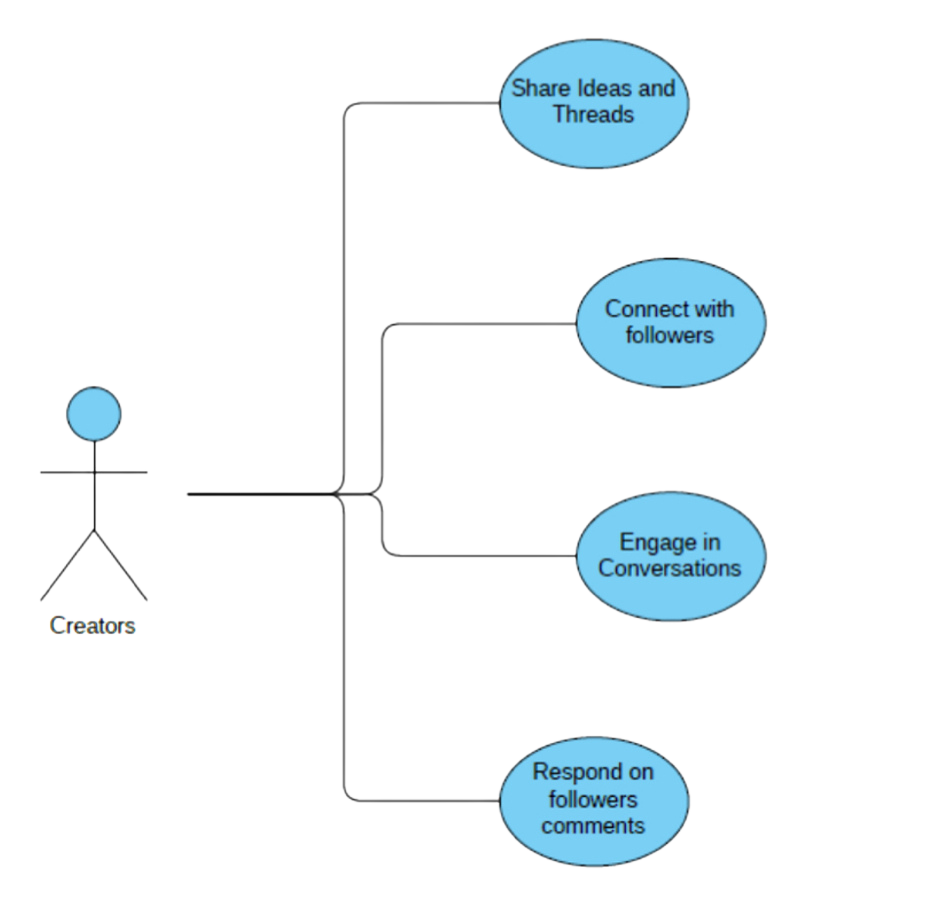 Share Ideas and
Threads
Connect with
followers
Engage in
Conversations
Creators
Respond on
followers
comments